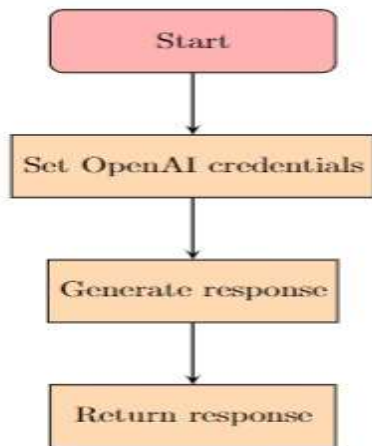 Start
Set OpenAI credentials
Generate response
Return response